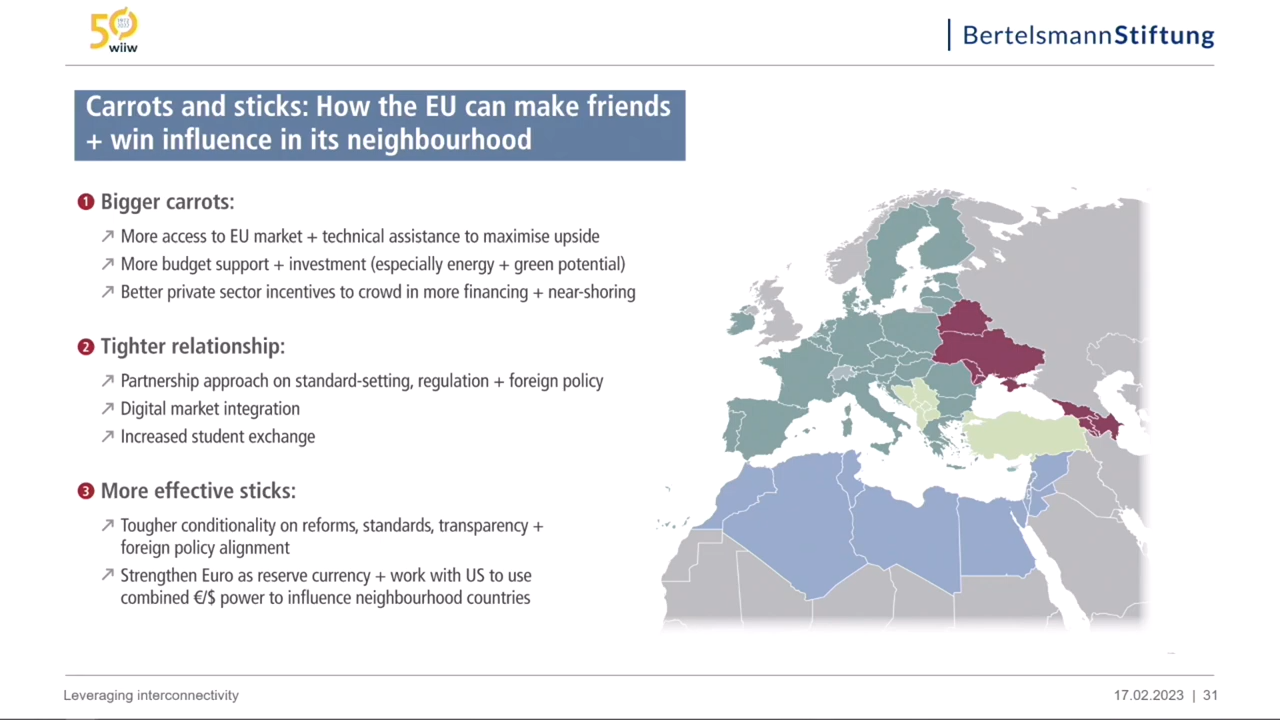 50
wiiw
BertelsmannStiftung
Carrots and sticks: How the EU can make friends
+ win influence in its neighbourhood
1 Bigger carrots:
↗ More access to EU market + technical assistance to maximise upside
↗ More budget support + investment (especially energy + green potential)
↗ Better private sector incentives to crowd in more financing + near-shoring
2 Tighter relationship:
↗ Partnership approach on standard-setting, regulation + foreign policy
↗ Digital market integration
↗ Increased student exchange
3 More effective sticks:
↗ Tougher conditionality on reforms, standards, transparency +
foreign policy alignment
↗ Strengthen Euro as reserve currency + work with US to use
combined €/$ power to influence neighbourhood countries
Leveraging interconnectivity
17.02.2023 | 31